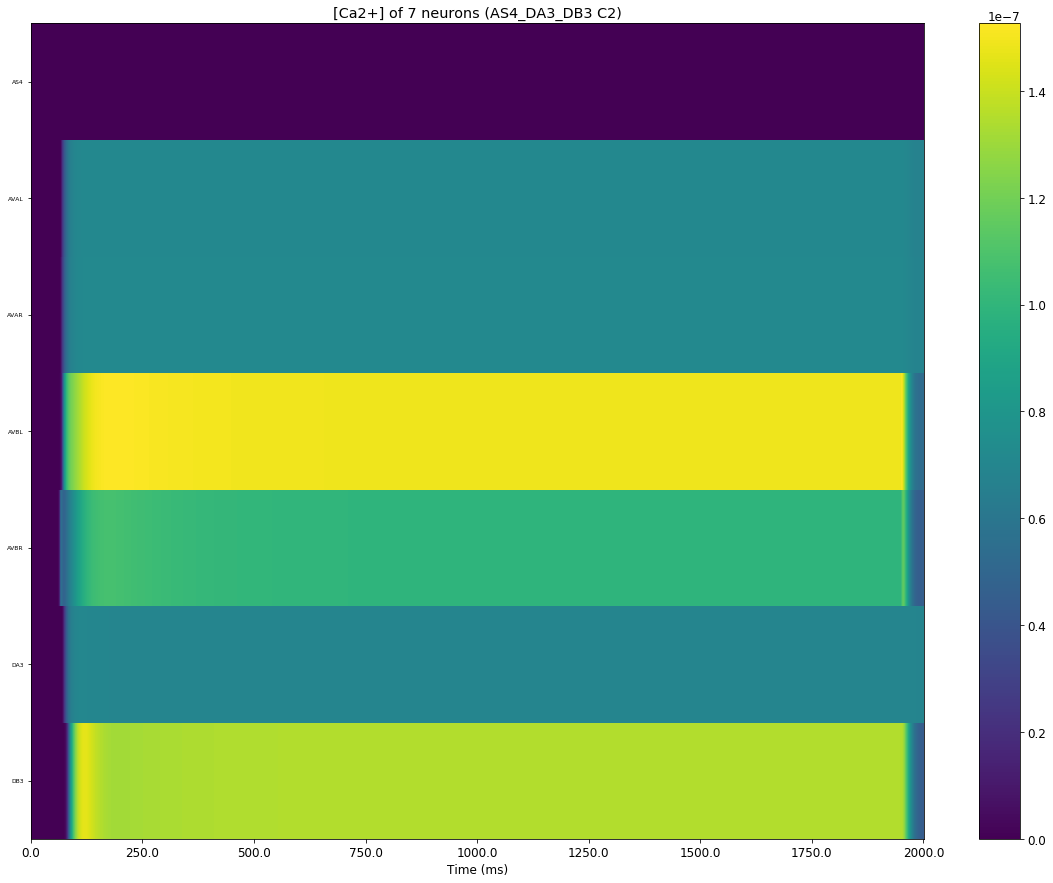 [Ca2+] of 7 neurons (AS4_DA3_DB3 C2)
1e−7
AS4
AVAL
AVAR
AVBL
AVBR
DA3
DB3
1.4
1.2
1.0
0.8
0.6
0.4
0.2
0.0
0.0 250.0 500.0 750.0 1000.0 1250.0 1500.0 1750.0 2000.0
Time (ms)